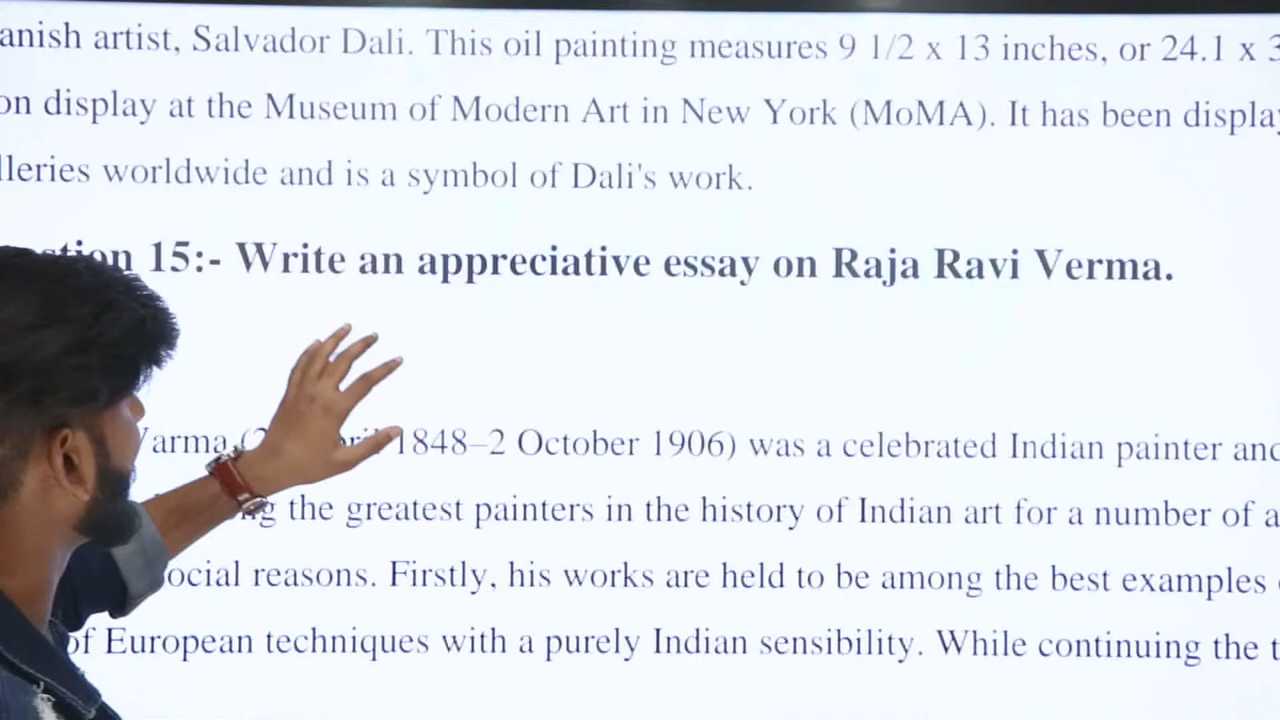 anish artist, Salvador Dali. This oil painting measures 9 1/2 x 13 inches, or 24.1 x 3
on display at the Museum of Modern Art in New York (MoMA). It has been display
lleries worldwide and is a symbol of Dali's work.
15:- Write an appreciative essay on Raja Ravi Verma.
Varma 1848–2 October 1906) was a celebrated Indian painter and
the greatest painters in the history of Indian art for a number of a
ocial reasons. Firstly, his works are held to be among the best examples
of European techniques with a purely Indian sensibility. While continuing the t